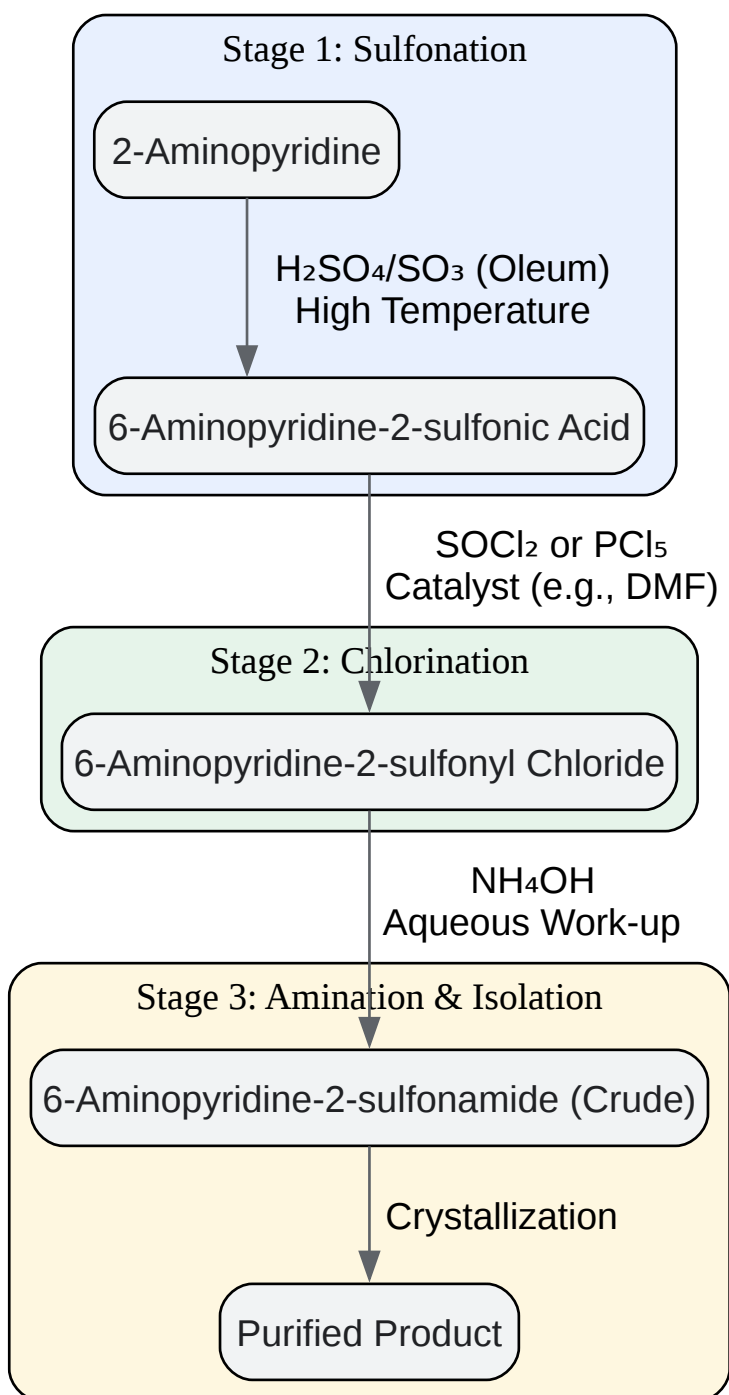 Stage 1: Sulfonation
2-Aminopyridine
H₂SO₄/SO₃ (Oleum)
High Temperature
6-Aminopyridine-2-sulfonic Acid
SOCl₂ or PCl₅
Catalyst (e.g., DMF)
Stage 2: Chlorination
6-Aminopyridine-2-sulfonyl Chloride
NH₄OH
Aqueous Work-up
Stage 3: Amination & Isolation
6-Aminopyridine-2-sulfonamide (Crude)
Crystallization
Purified Product